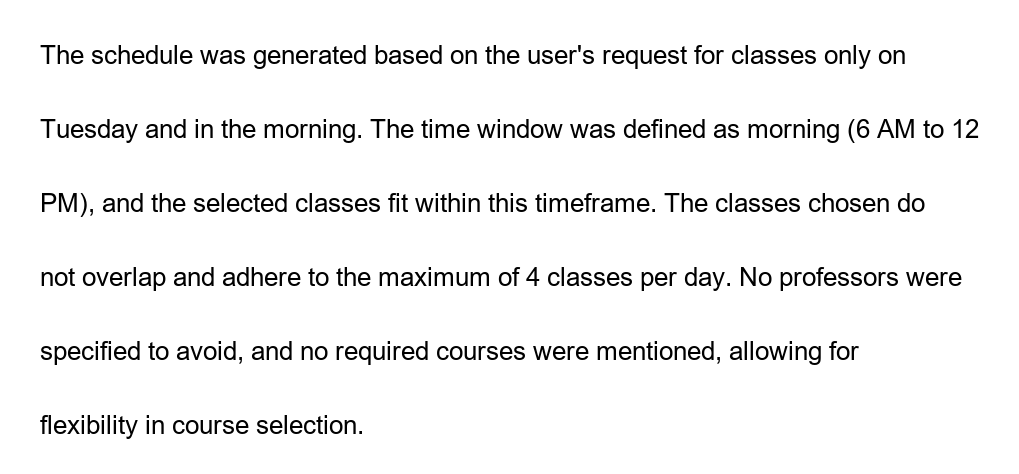 The schedule was generated based on the user's request for classes only on
Tuesday and in the morning. The time window was defined as morning (6 AM to 12
PM), and the selected classes fit within this timeframe. The classes chosen do
not overlap and adhere to the maximum of 4 classes per day. No professors were
specified to avoid, and no required courses were mentioned, allowing for
flexibility in course selection.